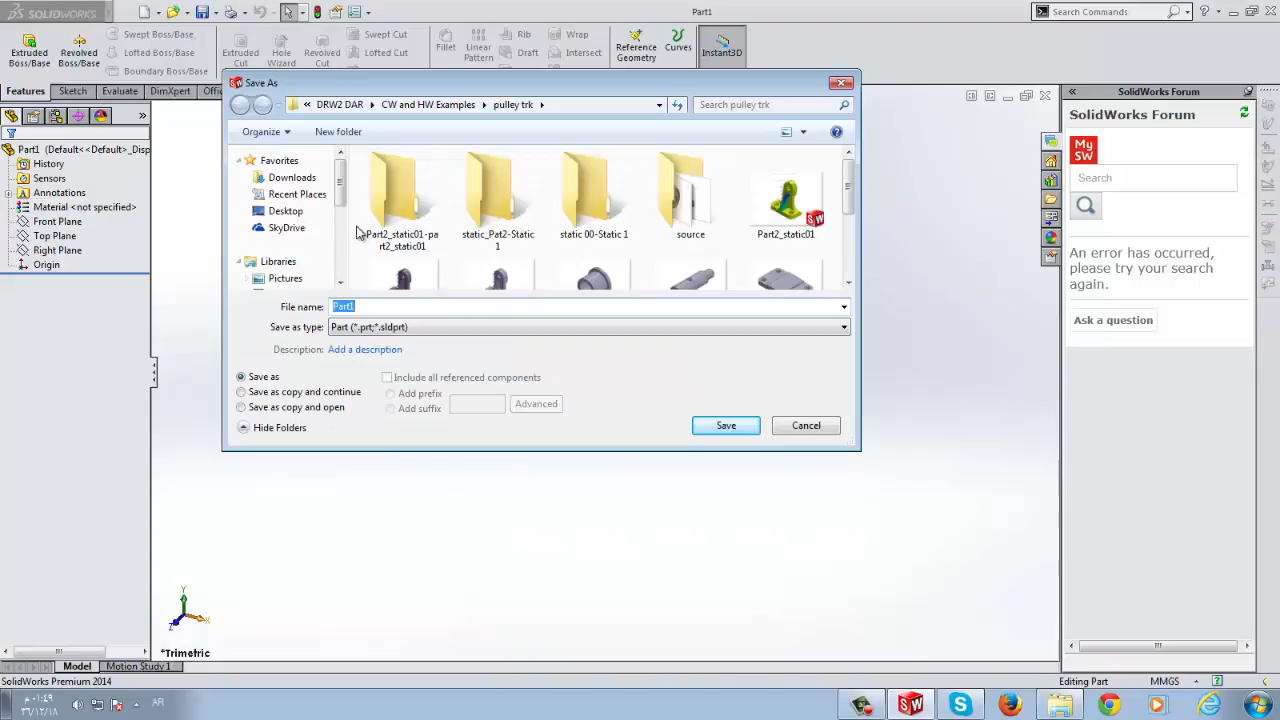 SOLIDWORKS
Part1
Search Commands
Extruded Boss/Base
Revolved Boss/Base
Swept Boss/Base
Lofted Boss/Base
Boundary Boss/Base
Extruded Cut
Hole Wizard
Revolved Cut
Swept Cut
Lofted Cut
Fillet
Linear Pattern
Rib
Draft
Wrap
Intersect
Reference Geometry
Curves
Instant3D
Features
Sketch
Evaluate
DimXpert
Offi
Part1 (Default<<Default>_Disp
History
Sensors
Annotations
Material <not specified>
Front Plane
Top Plane
Right Plane
Origin
Save As
« DRW2 DAR
CW and HW Examples
pulley trk
Search pulley trk
Organize
New folder
Favorites
Downloads
Recent Places
Desktop
SkyDrive
Libraries
Pictures
Part2_static01-pa
rt2_static01
static_Pat2-Static
1
static 00-Static 1
source
Part2_static01
File name:
Part1
Save as type:
Part (*.prt;*.sldprt)
Description:
Add a description
Save as
Save as copy and continue
Save as copy and open
Include all referenced components
Add prefix
Add suffix
Advanced
Hide Folders
Save
Cancel
SolidWorks Forum
SolidWorks Forum
My
SW
Search
An error has occurred,
please try your search
again.
Ask a question
*Trimetric
Model
Motion Study 1
SolidWorks Premium 2014
Editing Part
MMGS
٠١:٤٩ م
٣٦/١٢/١٨
AR